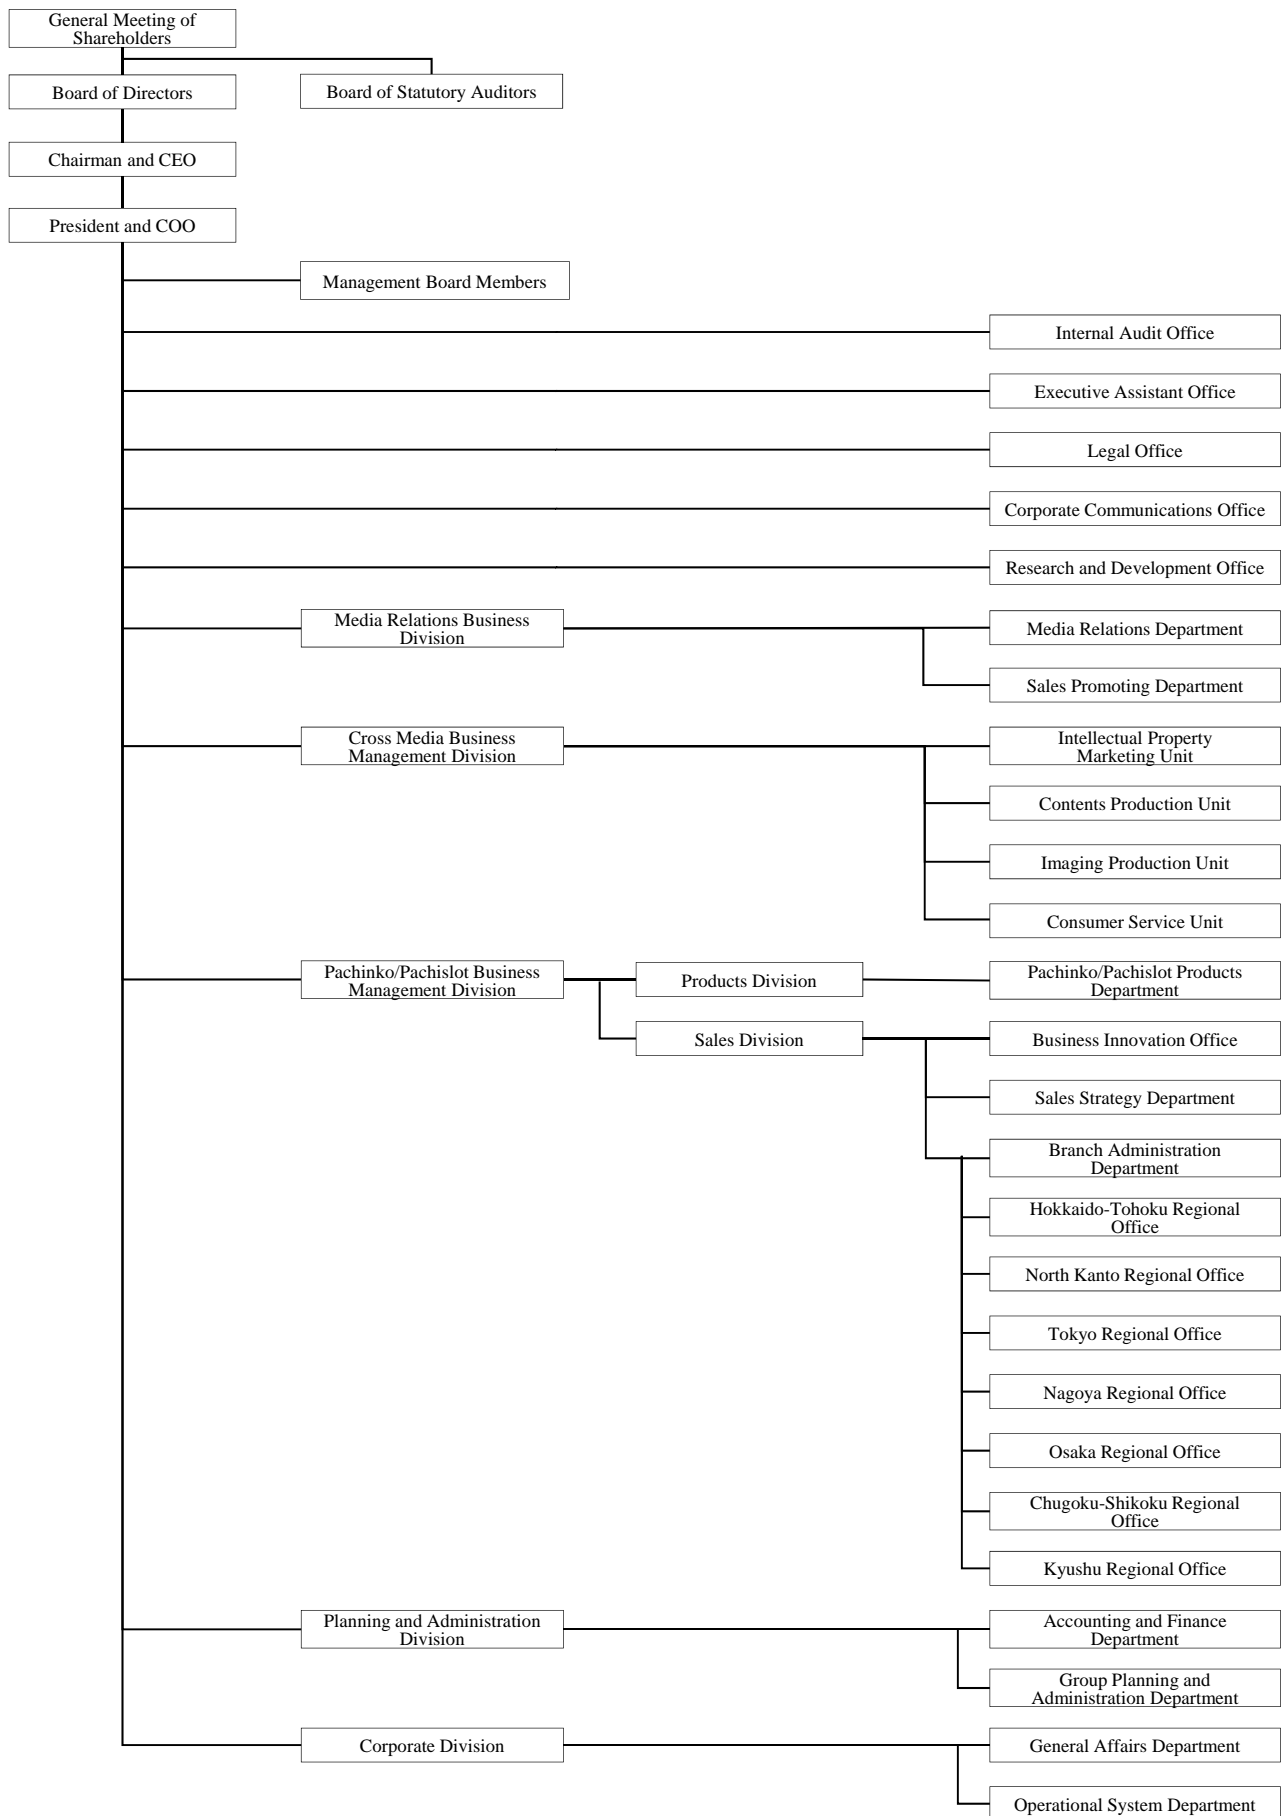 General Meeting of
Shareholders
Board of Directors
Board of Statutory Auditors
Chairman and CEO
President and COO
Management Board Members
Internal Audit Office
Executive Assistant Office
Legal Office
Corporate Communications Office
Research and Development Office
Media Relations Business
Division
Media Relations Department
Sales Promoting Department
Cross Media Business
Management Division
Intellectual Property
Marketing Unit
Contents Production Unit
Imaging Production Unit
Consumer Service Unit
Pachinko/Pachislot Business
Management Division
Products Division
Pachinko/Pachislot Products
Department
Sales Division
Business Innovation Office
Sales Strategy Department
Branch Administration
Department
Hokkaido-Tohoku Regional
Office
North Kanto Regional Office
Tokyo Regional Office
Nagoya Regional Office
Osaka Regional Office
Chugoku-Shikoku Regional
Office
Kyushu Regional Office
Planning and Administration
Division
Accounting and Finance
Department
Group Planning and
Administration Department
Corporate Division
General Affairs Department
Operational System Department